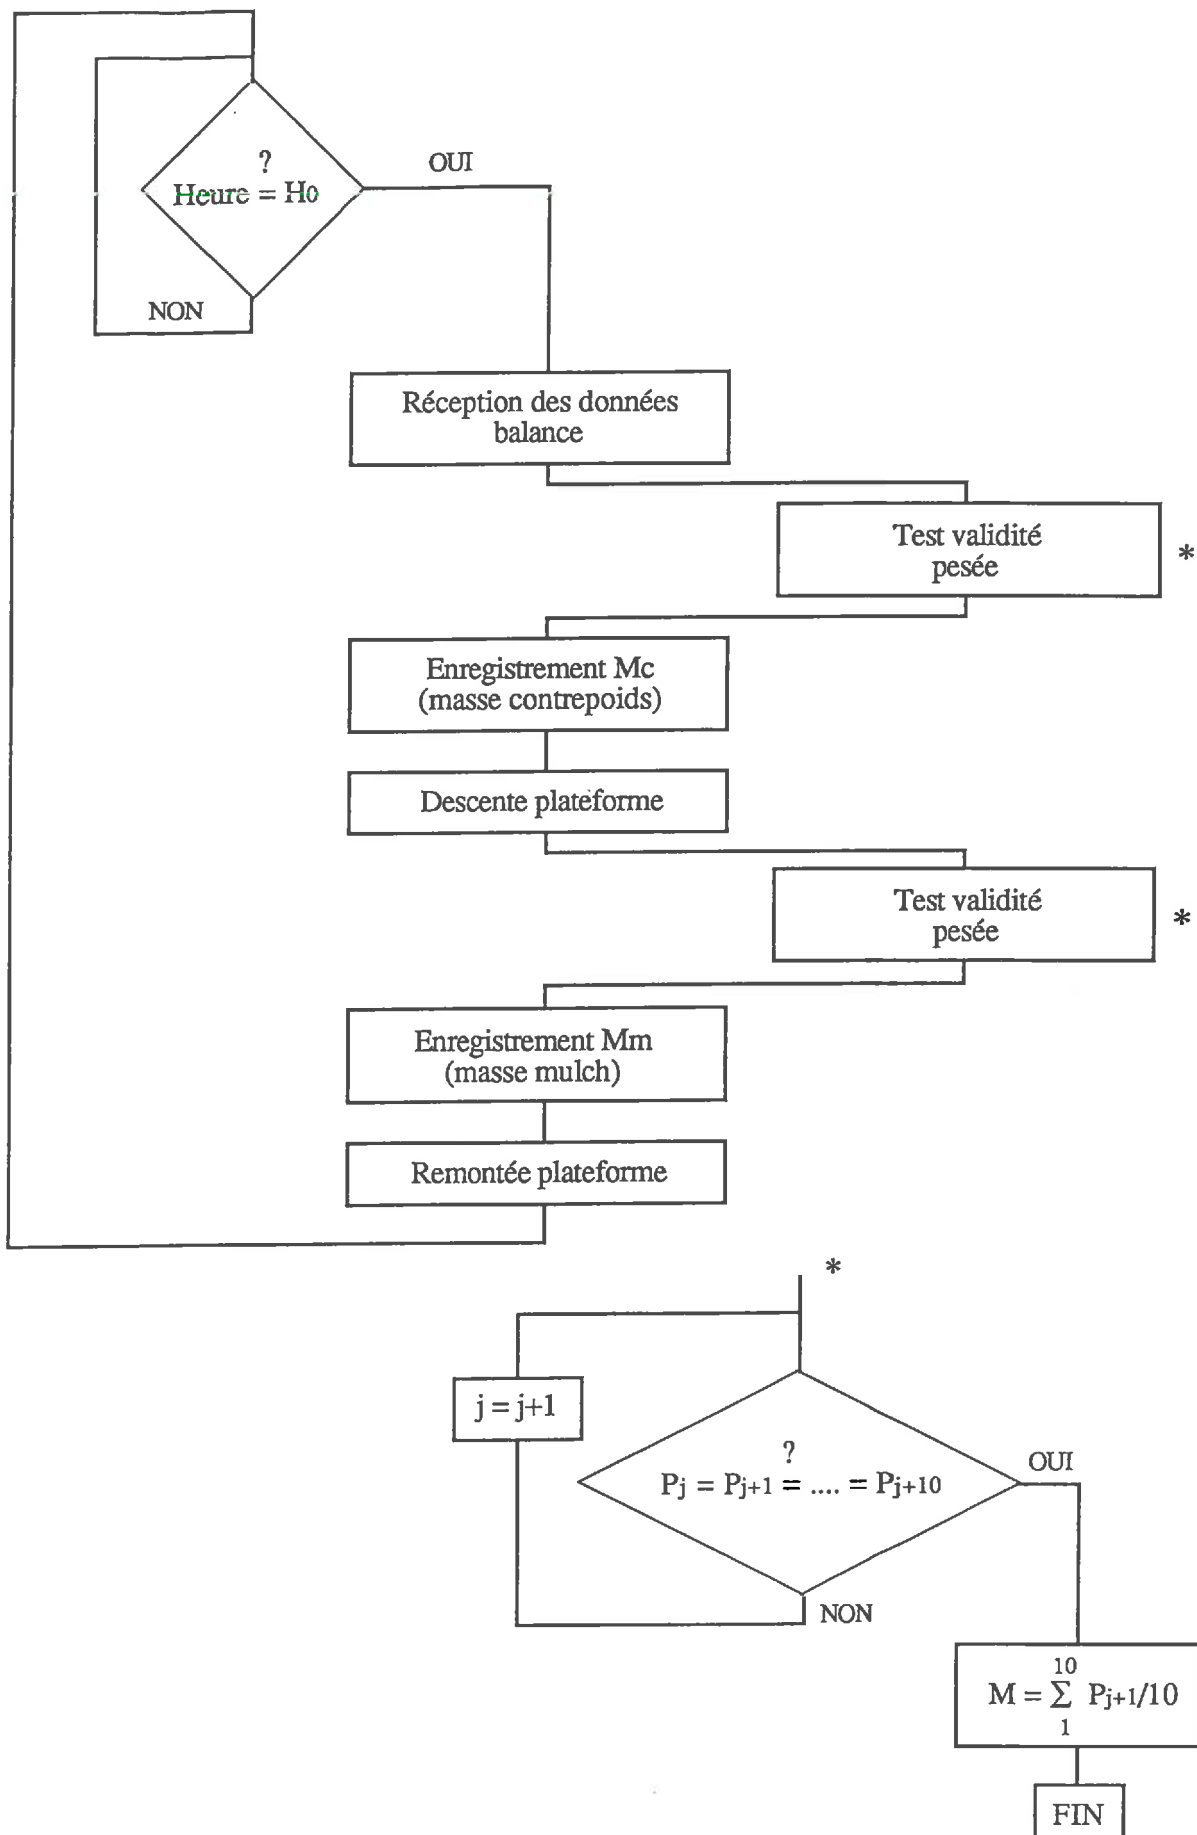 ?
Heure = Ho
OUI
NON
Réception des données
balance
Test validité
pesée
*
Enregistrement Mc
(masse contrepoids)
Descente plateforme
Test validité
pesée
*
Enregistrement Mm
(masse mulch)
Remontée plateforme
*
j = j+1
?
Pj = Pj+1 = .... = Pj+10
OUI
NON
10
M = Σ Pj+1/10
1
FIN